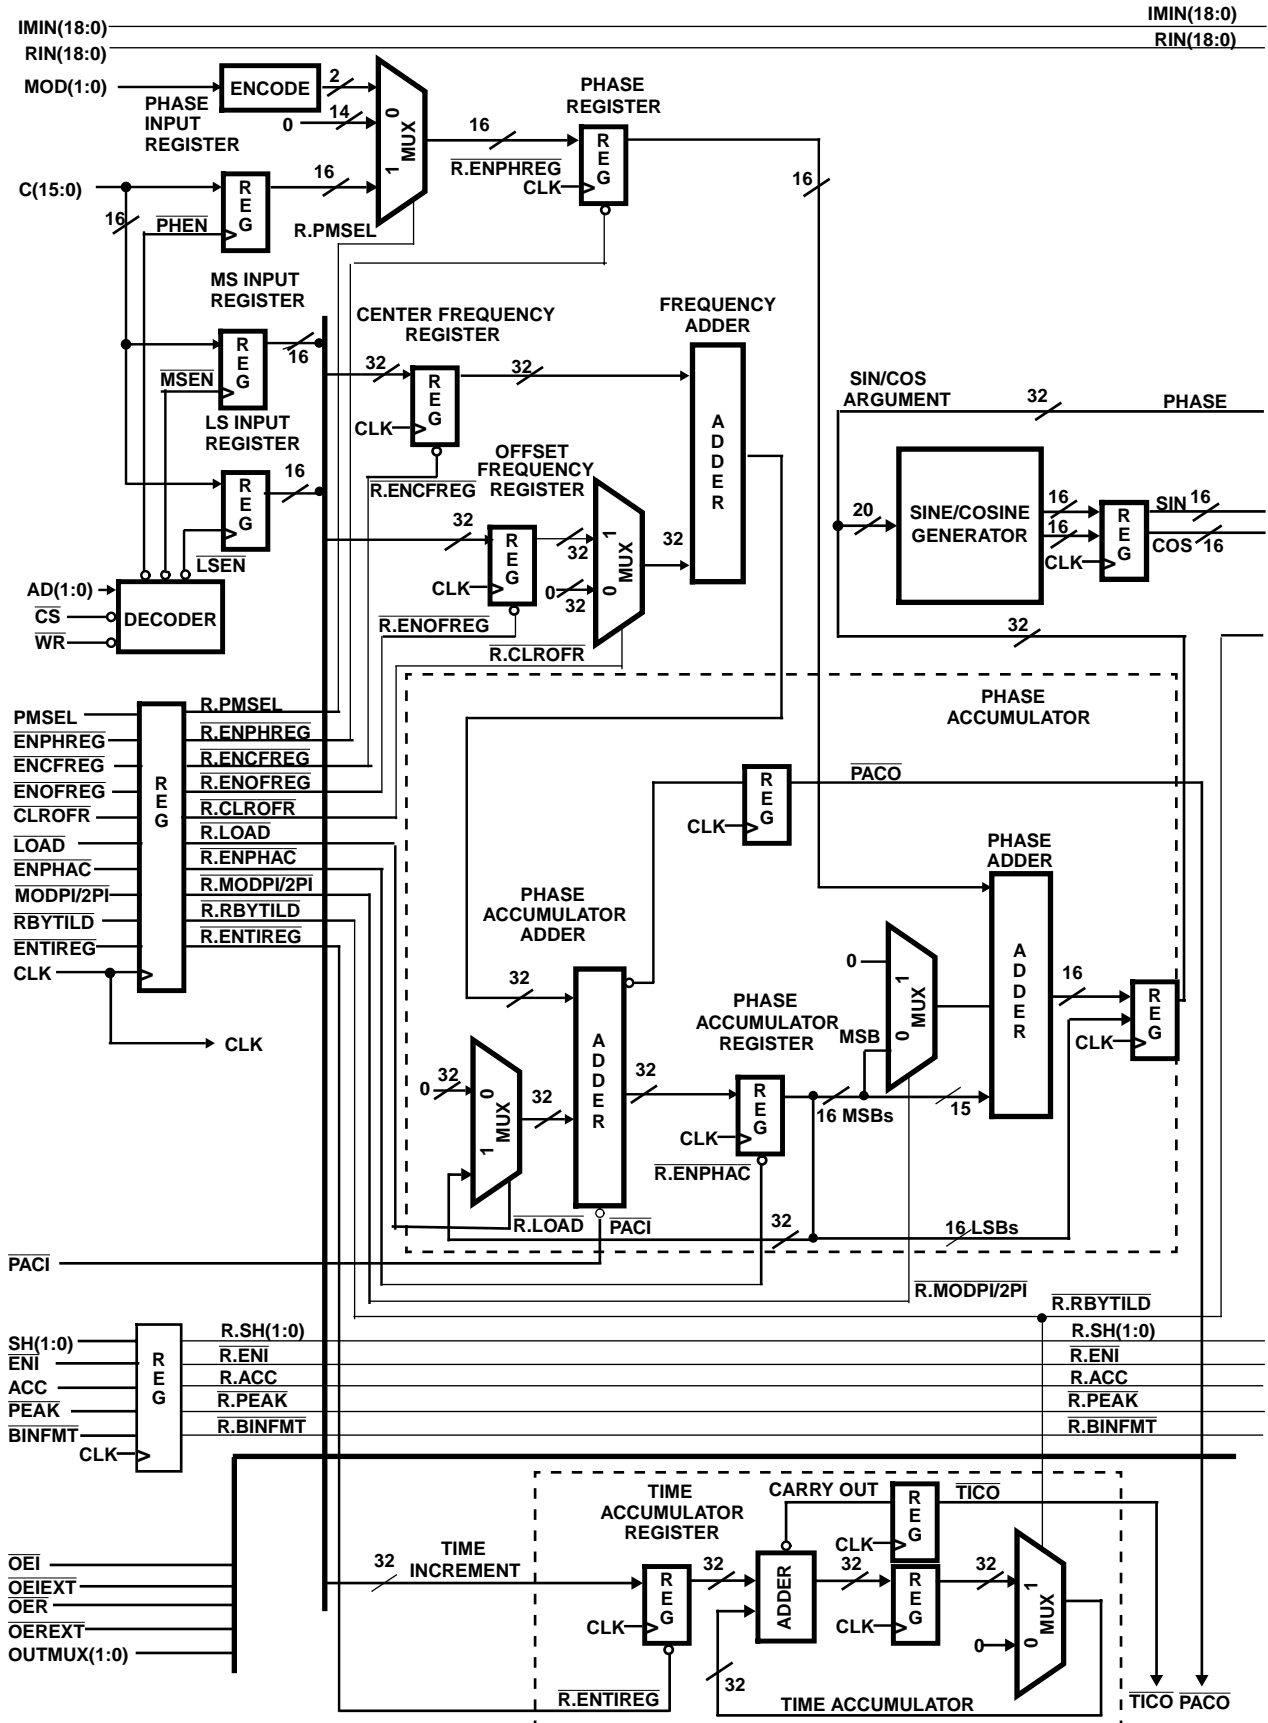 IMIN(18:0)
IMIN(18:0)
RIN(18:0)
RIN(18:0)
MOD(1:0)
ENCODE
2
PHASE
INPUT
REGISTER
0
14
0
MUX
1
16
PHASE
REGISTER
R.ENPHREG
CLK
REG
16
C(15:0)
16
PHEN
REG
16
R.PMSEL
MS INPUT
REGISTER
MSEN
REG
16
LS INPUT
REGISTER
LSEN
REG
16
AD(1:0)
CS
WR
DECODER
CENTER FREQUENCY
REGISTER
32
REG
CLK
32
R.ENCFREG
FREQUENCY
ADDER
ADDER
OFFSET
FREQUENCY
REGISTER
32
REG
CLK
32
0
32
1
MUX
0
32
R.ENOFREG
R.CLROFR
SIN/COS
ARGUMENT
32
PHASE
20
SINE/COSINE
GENERATOR
16
16
REG
CLK
SIN
16
COS
16
32
PMSEL
ENPHREG
ENCFREG
ENOFREG
CLROFR
LOAD
ENPHAC
MODPI/2PI
RBYTILD
ENTIREG
CLK
REG
R.PMSEL
R.ENPHREG
R.ENCFREG
R.ENOFREG
R.CLROFR
R.LOAD
R.ENPHAC
R.MODPI/2PI
R.RBYTILD
R.ENTIREG
CLK
PHASE
ACCUMULATOR
REG
CLK
PACO
PHASE
ADDER
ADDER
PHASE
ACCUMULATOR
ADDER
32
ADDER
0
32
0
MUX
1
32
32
PHASE
ACCUMULATOR
REGISTER
REG
CLK
R.ENPHAC
0
1
MUX
0
MSB
16 MSBs
15
16
REG
CLK
R.LOAD
PACI
32
16 LSBs
PACI
R.MODPI/2PI
R.RBYTILD
SH(1:0)
ENI
ACC
PEAK
BINFMT
CLK
REG
R.SH(1:0)
R.ENI
R.ACC
R.PEAK
R.BINFMT
R.SH(1:0)
R.ENI
R.ACC
R.PEAK
R.BINFMT
OEI
OEIEXT
OER
OEREXT
OUTMUX(1:0)
32
TIME
INCREMENT
TIME
ACCUMULATOR
REGISTER
REG
CLK
R.ENTIREG
32
CARRY OUT
ADDER
32
REG
CLK
TICO
32
REG
CLK
32
0
1
MUX
0
TIME ACCUMULATOR
TICO
PACO